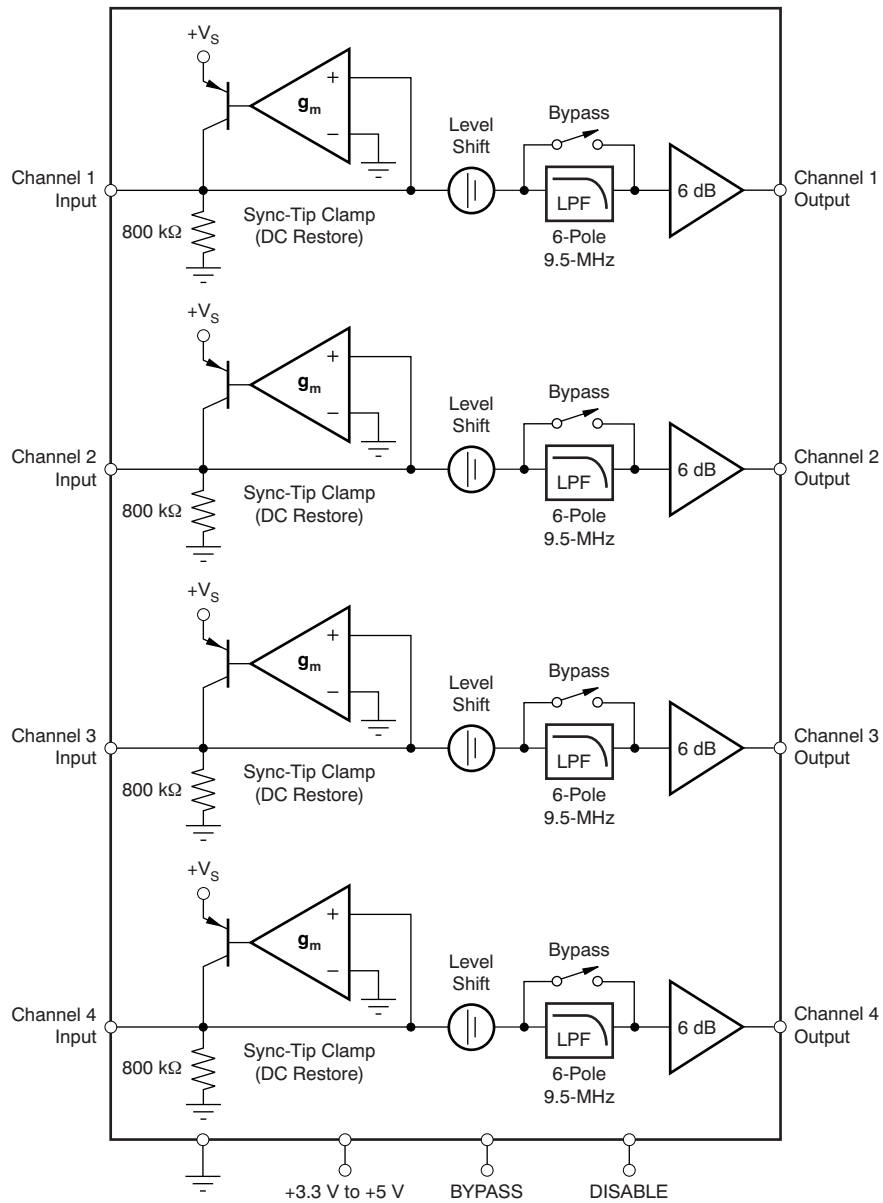 +VS
+
gm
−
Bypass
Level
Shift
Channel 1
Input
LPF
6 dB
Channel 1
Output
800 kΩ
Sync-Tip Clamp
(DC Restore)
6-Pole
9.5-MHz
+VS
+
gm
−
Bypass
Level
Shift
Channel 2
Input
LPF
6 dB
Channel 2
Output
800 kΩ
Sync-Tip Clamp
(DC Restore)
6-Pole
9.5-MHz
+VS
+
gm
−
Bypass
Level
Shift
Channel 3
Input
LPF
6 dB
Channel 3
Output
800 kΩ
Sync-Tip Clamp
(DC Restore)
6-Pole
9.5-MHz
+VS
+
gm
−
Bypass
Level
Shift
Channel 4
Input
LPF
6 dB
Channel 4
Output
800 kΩ
Sync-Tip Clamp
(DC Restore)
6-Pole
9.5-MHz
+3.3 V to +5 V
BYPASS
DISABLE